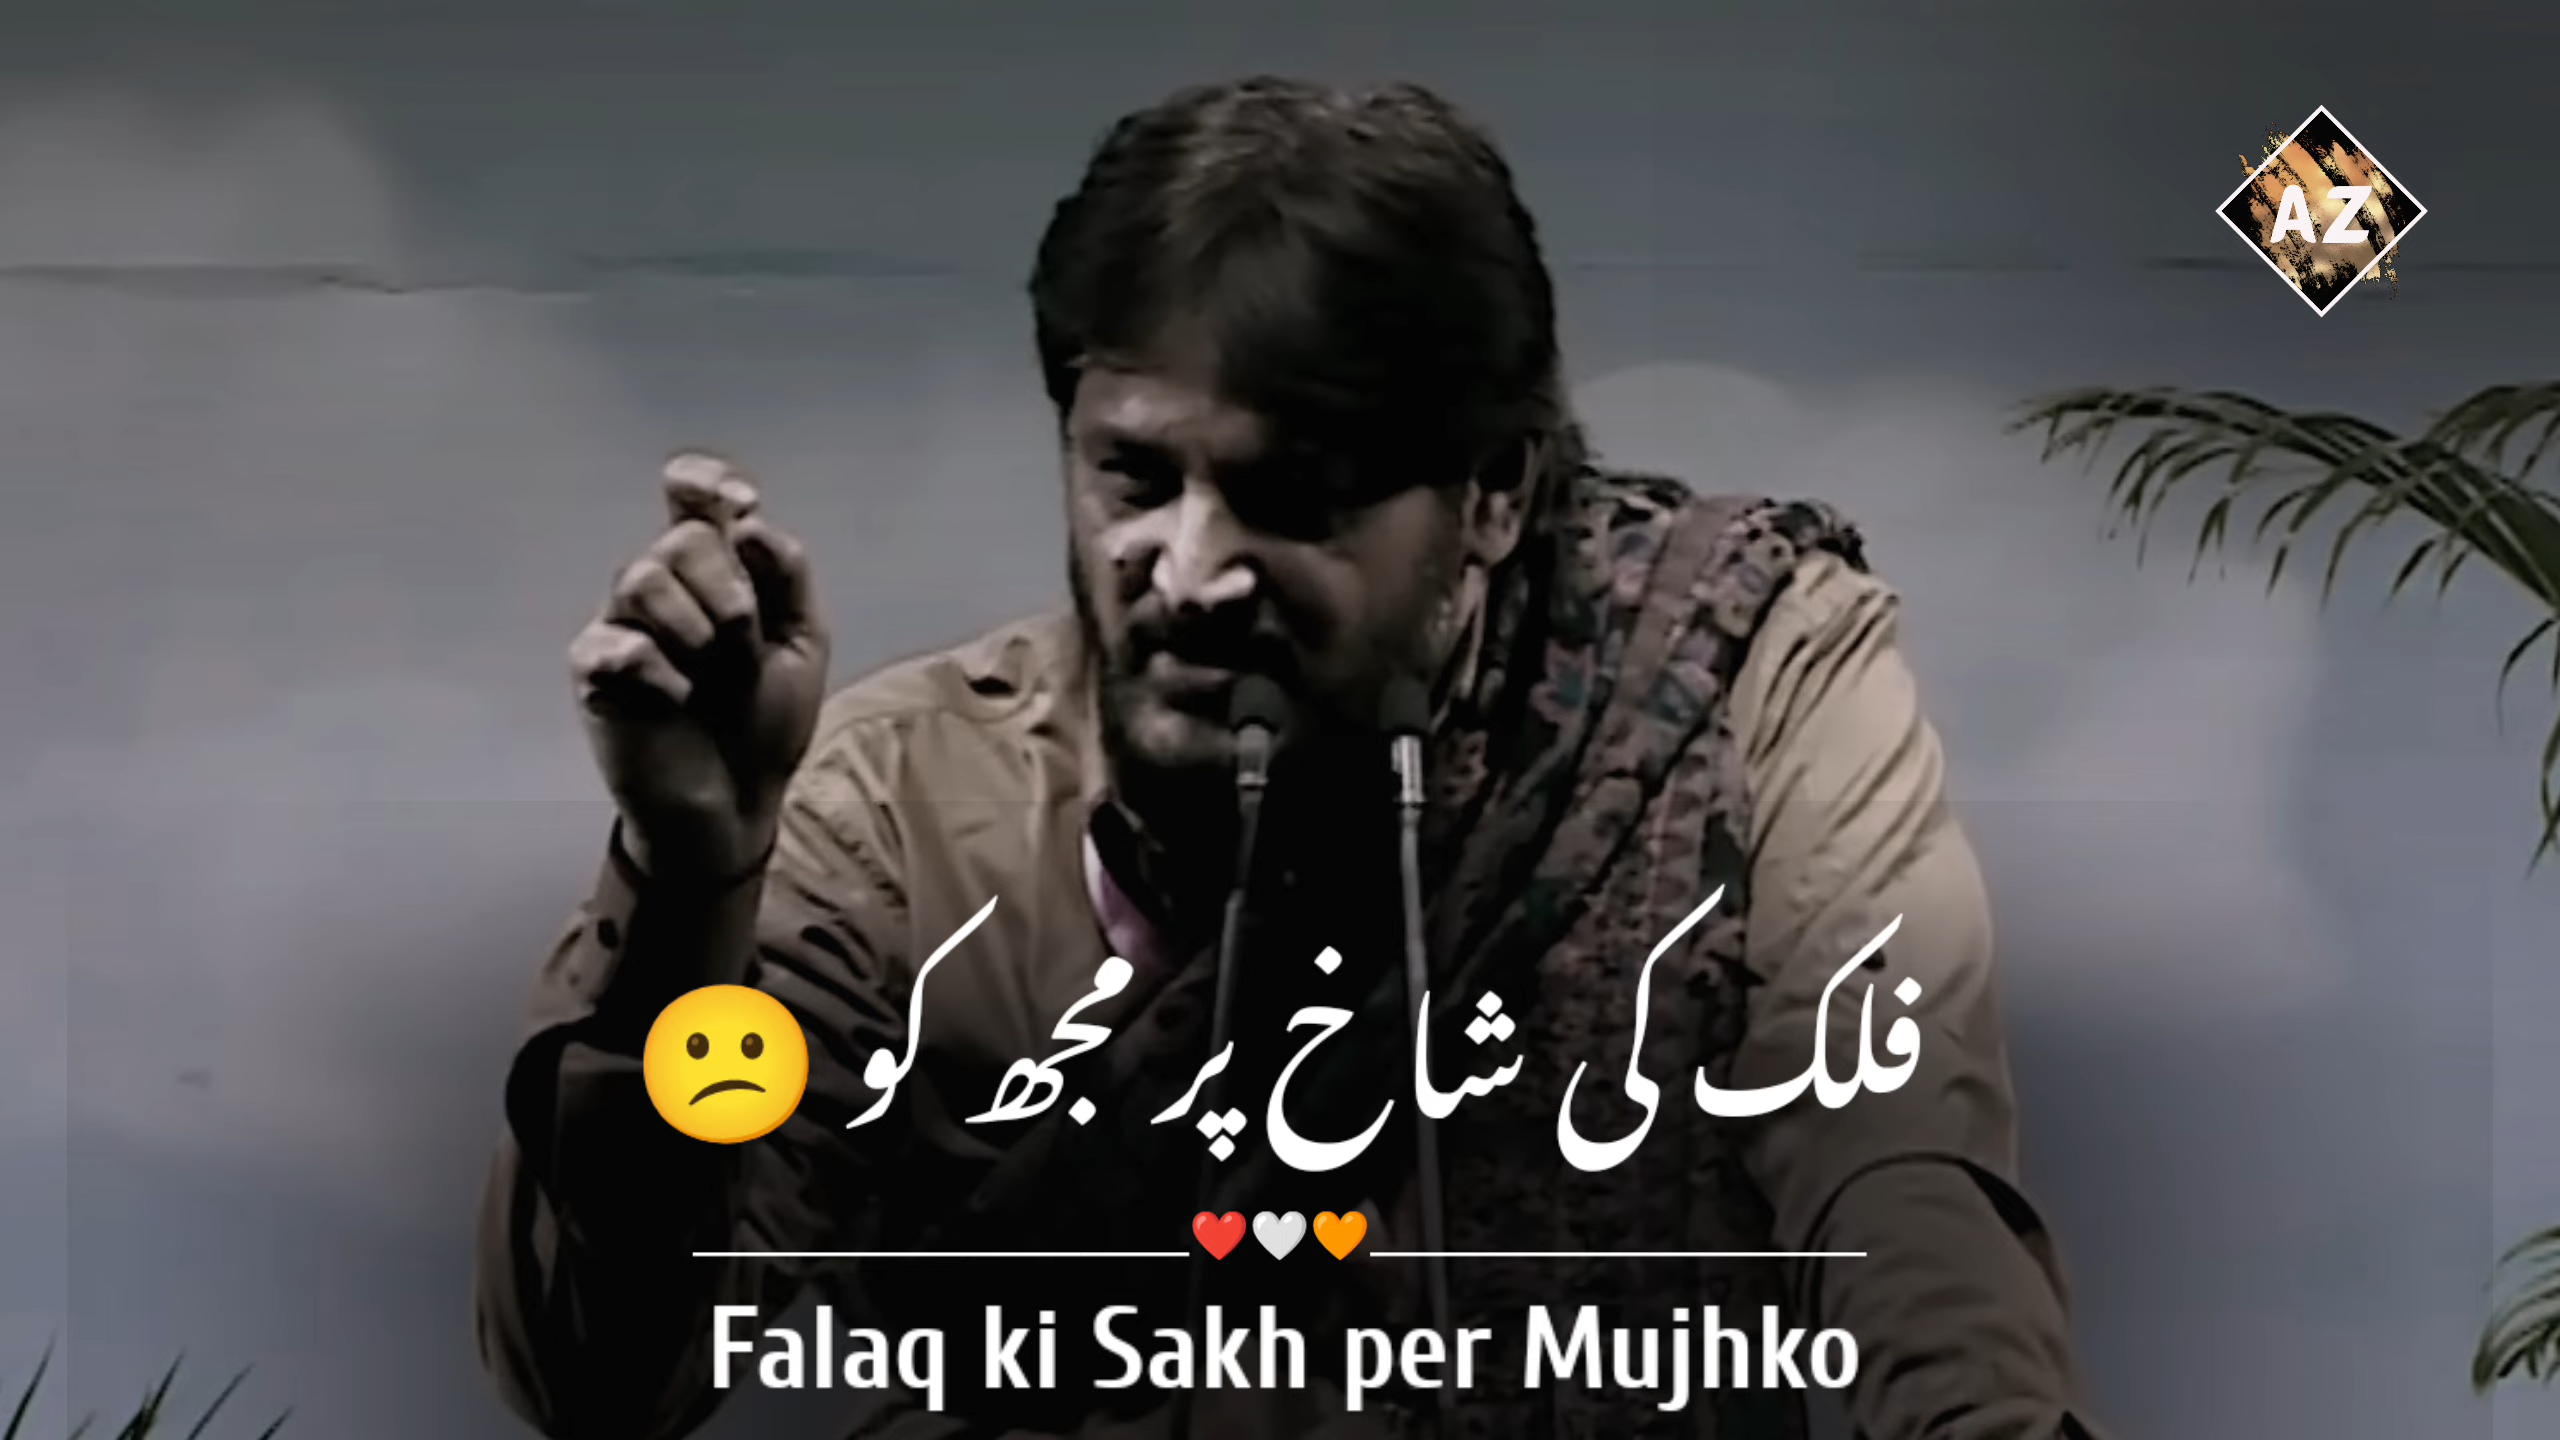 AZ
فلک کی شاخ پر مجھ کو 😕
❤️🤍🧡
Falaq ki Sakh per Mujhko